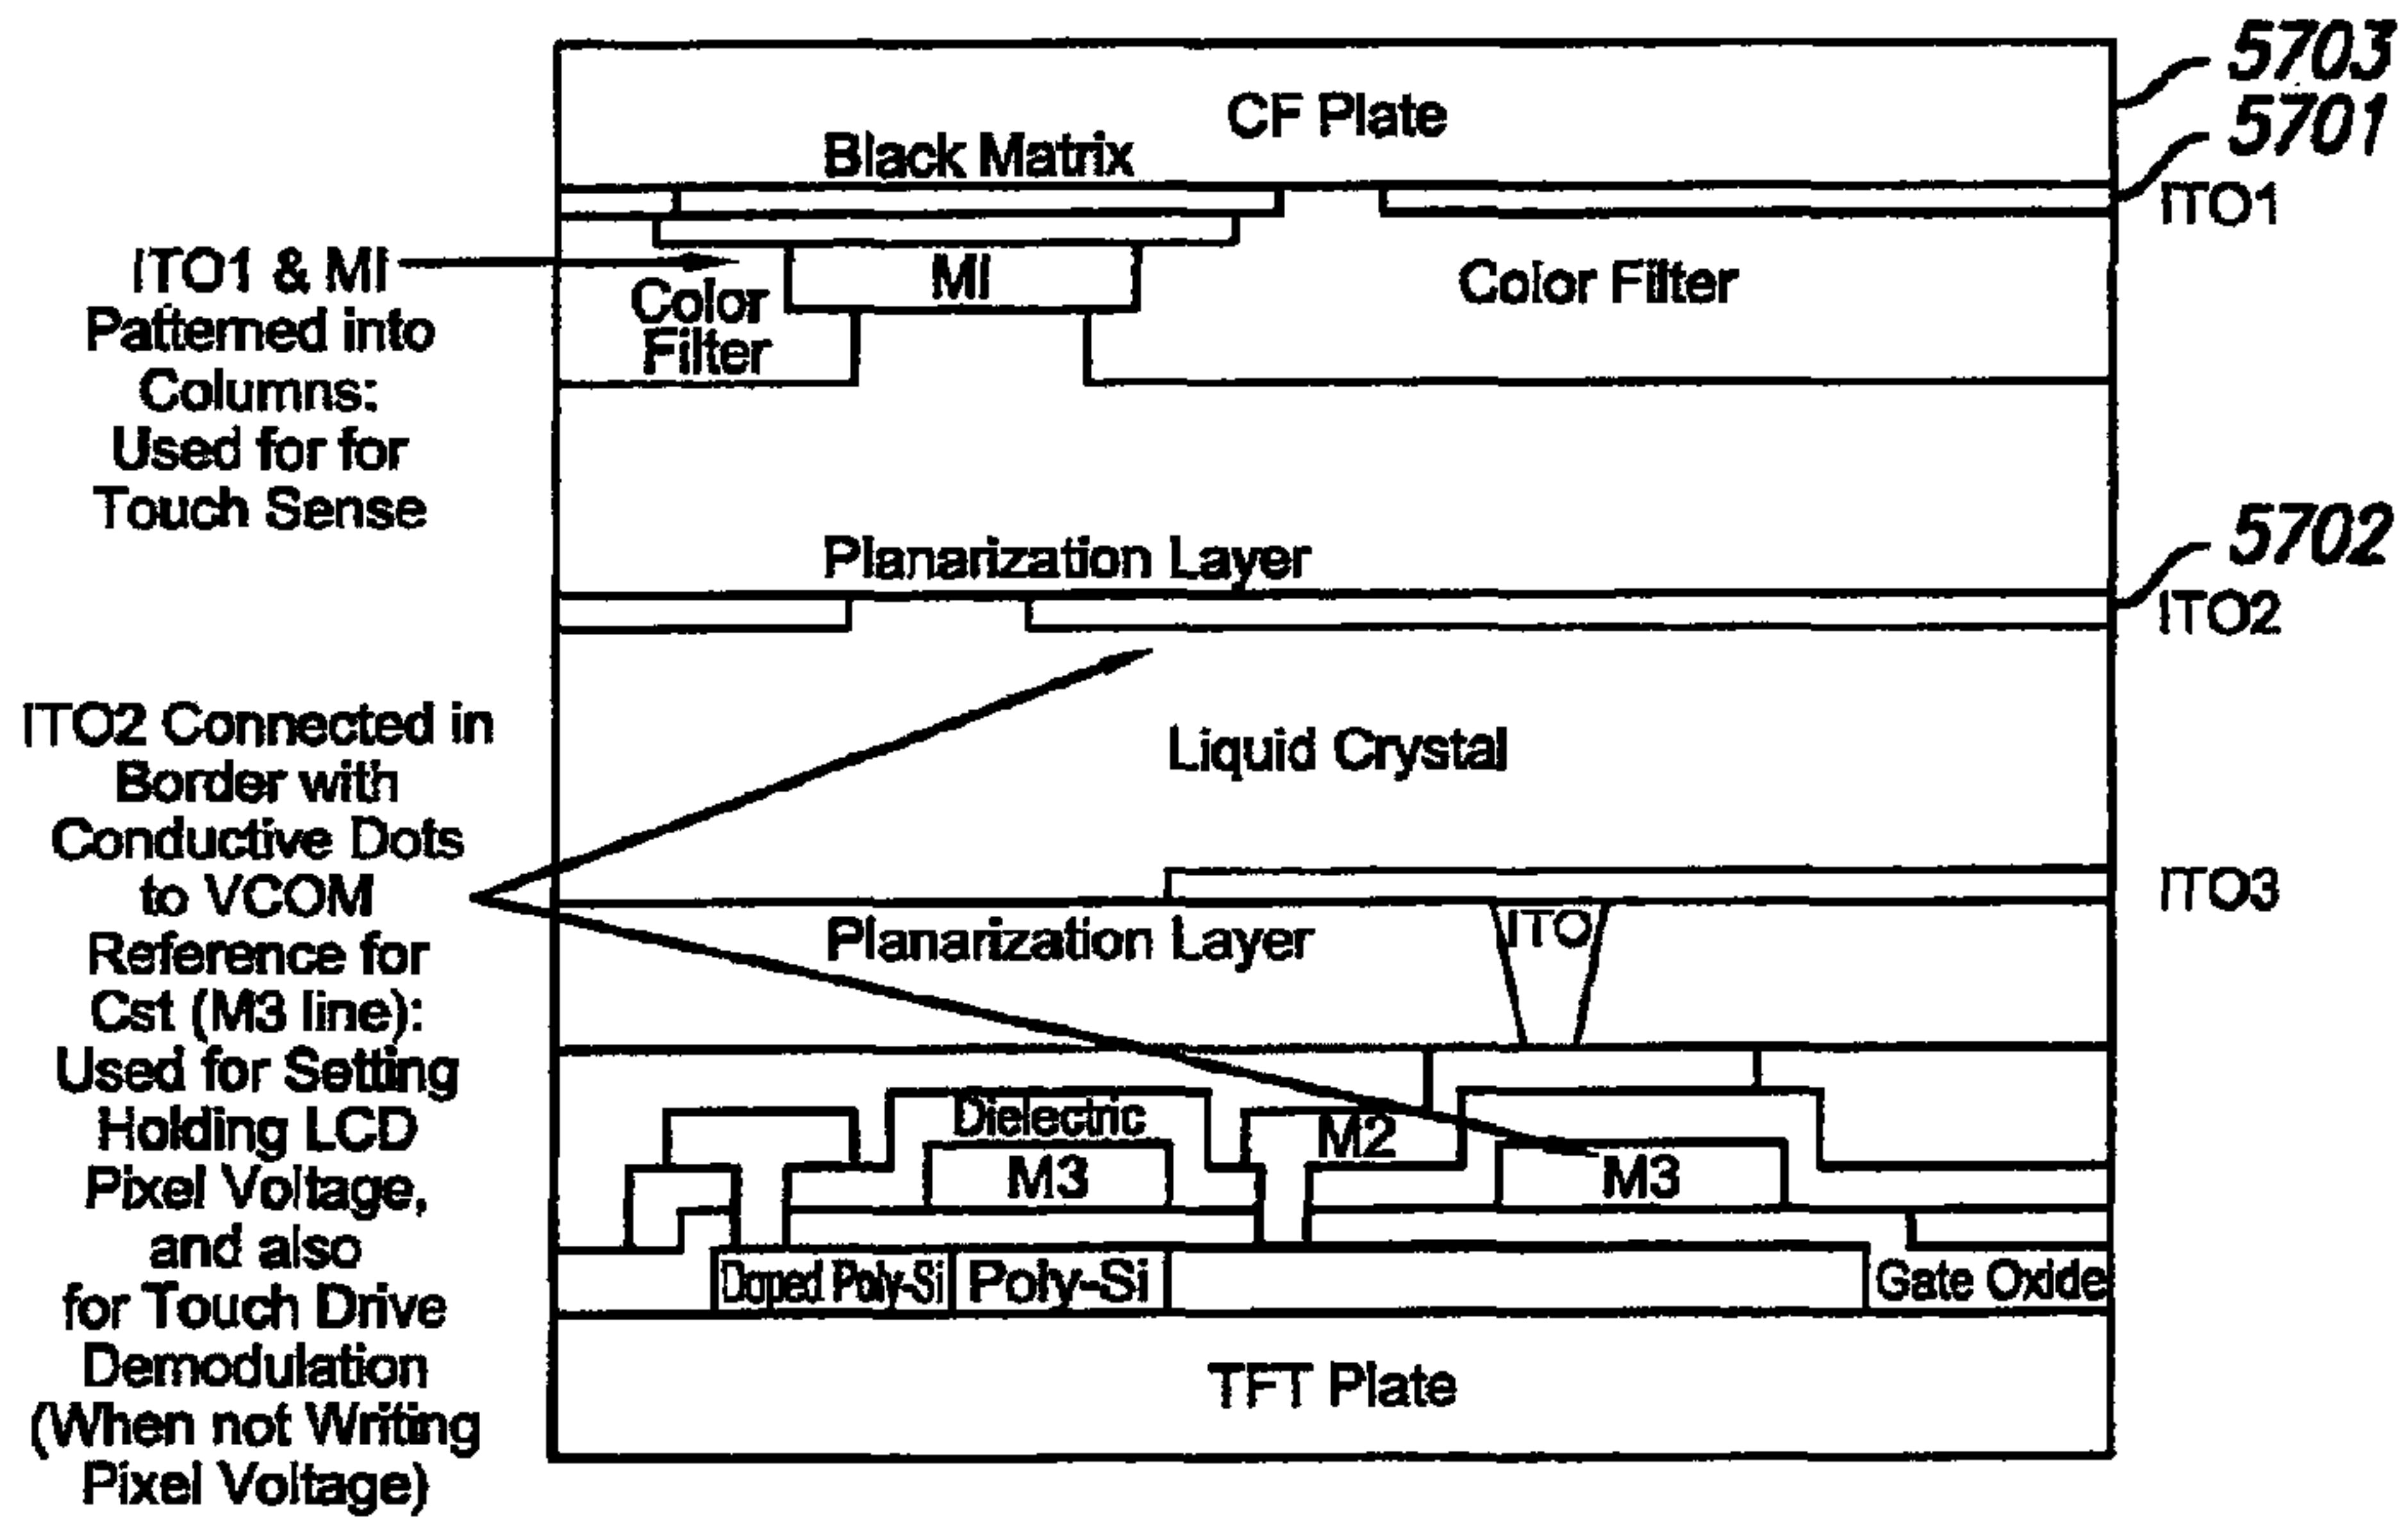 5703
CF Plate
5701
Black Matrix
ITO1
ITO1 & MI
Patterned into
Columns:
Used for for
Touch Sense
MI
Color
Filter
Color Filter
5702
Planarization Layer
ITO2
ITO2 Connected in
Border with
Conductive Dots
to VCOM
Reference for
Cst (M3 line):
Used for Setting
Holding LCD
Pixel Voltage,
and also
for Touch Drive
Demodulation
(When not Writing
Pixel Voltage)
Liquid Crystal
ITO3
Planarization Layer
ITO
Dielectric
M2
M3
M3
Doped Poly-Si
Poly-Si
Gate Oxide
TFT Plate